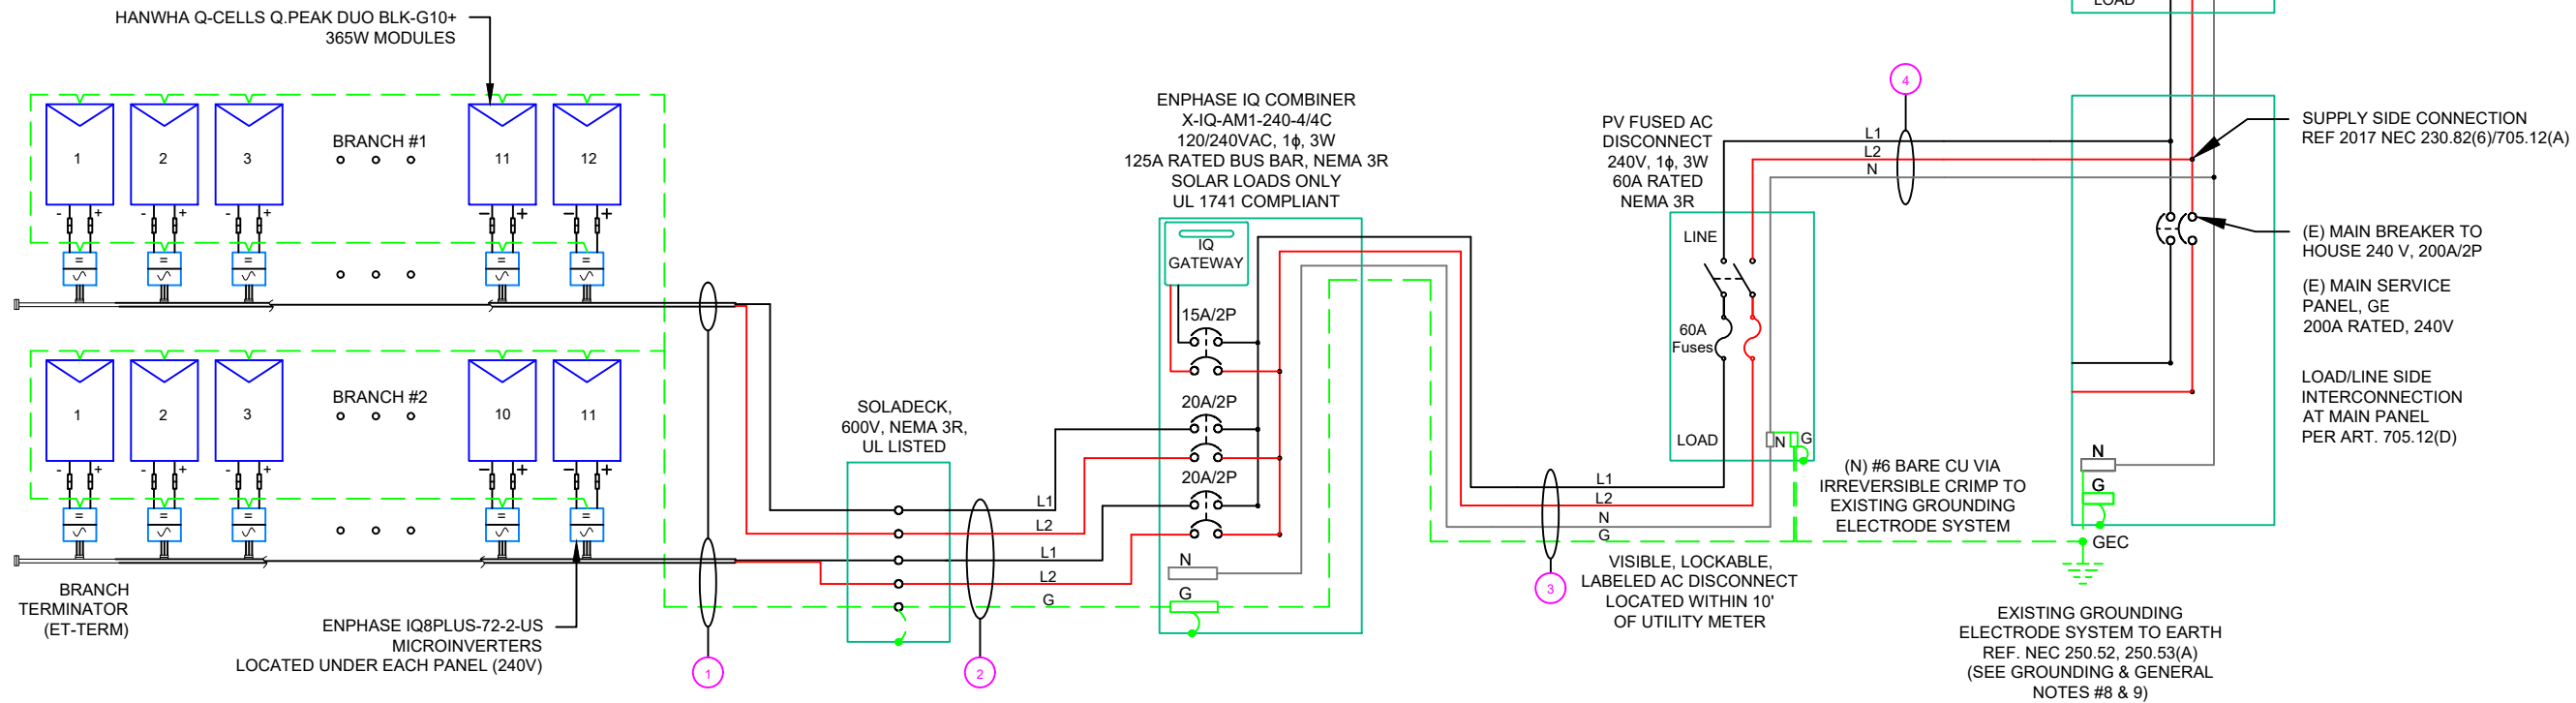 HANWHA Q-CELLS Q.PEAK DUO BLK-G10+
365W MODULES
1
2
3
BRANCH #1
11
12
- +
- +
- +
- +
- +
=
=
=
=
=
1
2
3
BRANCH #2
10
11
- +
- +
- +
- +
- +
=
=
=
=
=
BRANCH
TERMINATOR
(ET-TERM)
ENPHASE IQ8PLUS-72-2-US
MICROINVERTERS
LOCATED UNDER EACH PANEL (240V)
1
SOLADECK,
600V, NEMA 3R,
UL LISTED
L1
L2
L1
L2
G
2
ENPHASE IQ COMBINER
X-IQ-AM1-240-4/4C
120/240VAC, 1ϕ, 3W
125A RATED BUS BAR, NEMA 3R
SOLAR LOADS ONLY
UL 1741 COMPLIANT
IQ
GATEWAY
15A/2P
20A/2P
20A/2P
N
G
PV FUSED AC
DISCONNECT
240V, 1ϕ, 3W
60A RATED
NEMA 3R
LINE
60A
Fuses
LOAD
N G
L1
L2
N
G
3
VISIBLE, LOCKABLE,
LABELED AC DISCONNECT
LOCATED WITHIN 10'
OF UTILITY METER
(N) #6 BARE CU VIA
IRREVERSIBLE CRIMP TO
EXISTING GROUNDING
ELECTRODE SYSTEM
4
L1
L2
N
LOAD
SUPPLY SIDE CONNECTION
REF 2017 NEC 230.82(6)/705.12(A)
(E) MAIN BREAKER TO
HOUSE 240 V, 200A/2P
(E) MAIN SERVICE
PANEL, GE
200A RATED, 240V
LOAD/LINE SIDE
INTERCONNECTION
AT MAIN PANEL
PER ART. 705.12(D)
N
G
GEC
EXISTING GROUNDING
ELECTRODE SYSTEM TO EARTH
REF. NEC 250.52, 250.53(A)
(SEE GROUNDING & GENERAL
NOTES #8 & 9)